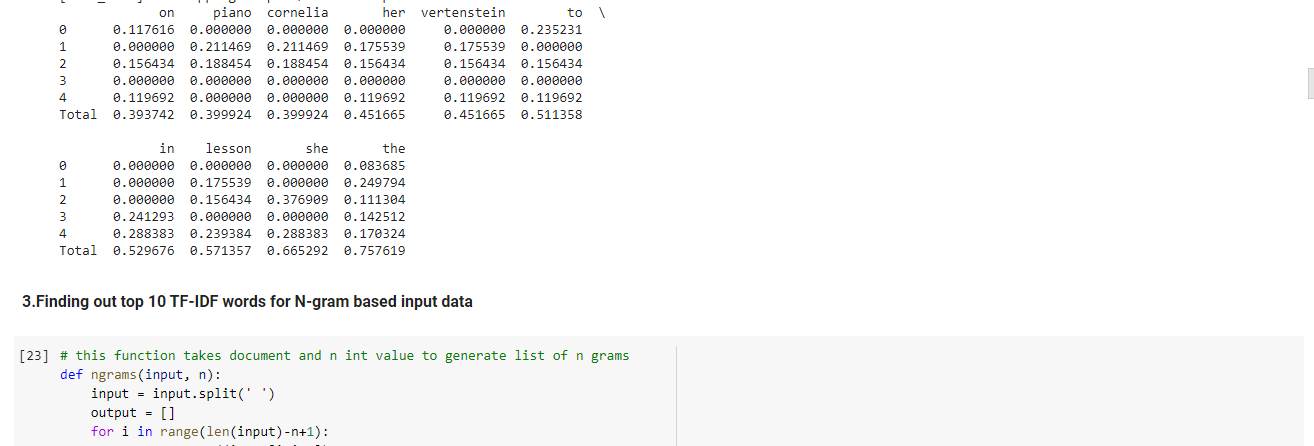 on piano cornelia her vertenstein to \
0 0.117616 0.000000 0.000000 0.000000 0.000000 0.235231
1 0.000000 0.211469 0.211469 0.175539 0.175539 0.000000
2 0.156434 0.188454 0.188454 0.156434 0.156434 0.156434
3 0.000000 0.000000 0.000000 0.000000 0.000000 0.000000
4 0.119692 0.000000 0.000000 0.119692 0.119692 0.119692
Total 0.393742 0.399924 0.399924 0.451665 0.451665 0.511358
in lesson she the
0 0.000000 0.000000 0.000000 0.083685
1 0.000000 0.175539 0.000000 0.249794
2 0.000000 0.156434 0.376909 0.111304
3 0.241293 0.000000 0.000000 0.142512
4 0.288383 0.239384 0.288383 0.170324
Total 0.529676 0.571357 0.665292 0.757619
3.Finding out top 10 TF-IDF words for N-gram based input data
[23] # this function takes document and n int value to generate list of n grams
def ngrams(input, n):
input = input.split(' ')
output = []
for i in range(len(input)-n+1):